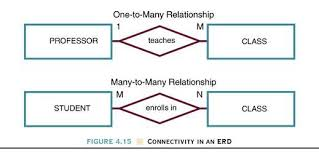 One-to-Many Relationship
1 M
PROFESSOR teaches CLASS
Many-to-Many Relationship
M N
STUDENT enrolls in CLASS
FIGURE 4.15 CONNECTIVITY IN AN ERD